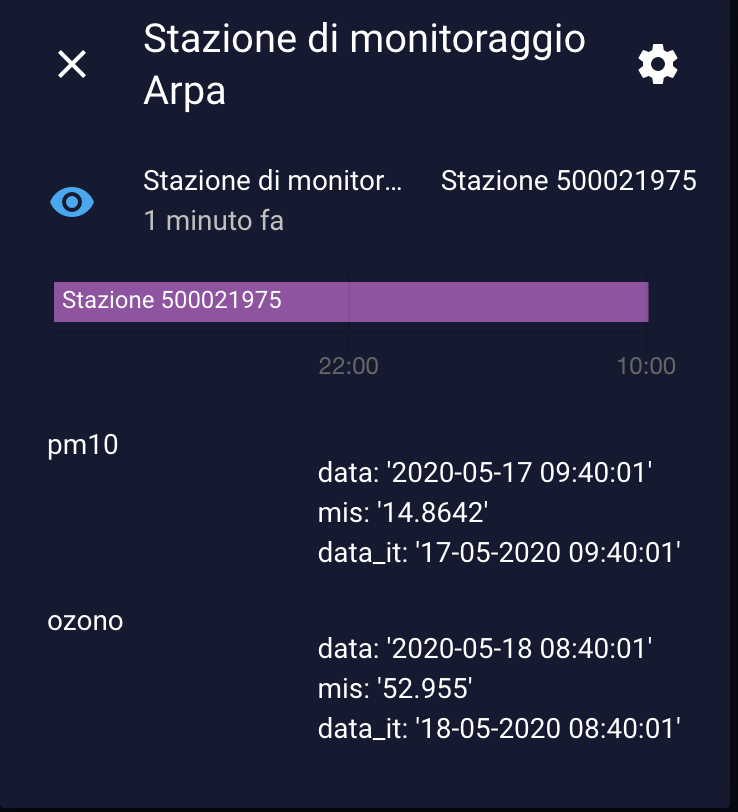 Stazione di monitoraggio
Arpa
Stazione di monitor... Stazione 500021975
1 minuto fa
Stazione 500021975
22:00 10:00
pm10
data: '2020-05-17 09:40:01'
mis: '14.8642'
data_it: '17-05-2020 09:40:01'
ozono
data: '2020-05-18 08:40:01'
mis: '52.955'
data_it: '18-05-2020 08:40:01'